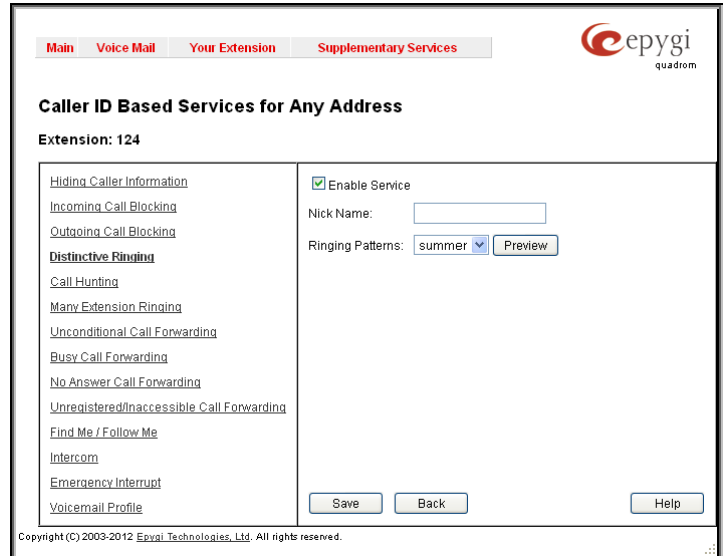 Main Voice Mail Your Extension Supplementary Services
epygi
quadrom
Caller ID Based Services for Any Address
Extension: 124
Hiding Caller Information
Incoming Call Blocking
Outgoing Call Blocking
Distinctive Ringing
Call Hunting
Many Extension Ringing
Unconditional Call Forwarding
Busy Call Forwarding
No Answer Call Forwarding
Unregistered/Inaccessible Call Forwarding
Find Me / Follow Me
Intercom
Emergency Interrupt
Voicemail Profile
Enable Service
Nick Name:
Ringing Patterns: summer Preview
Save Back Help
Copyright (C) 2003-2012 Epygi Technologies, Ltd. All rights reserved.